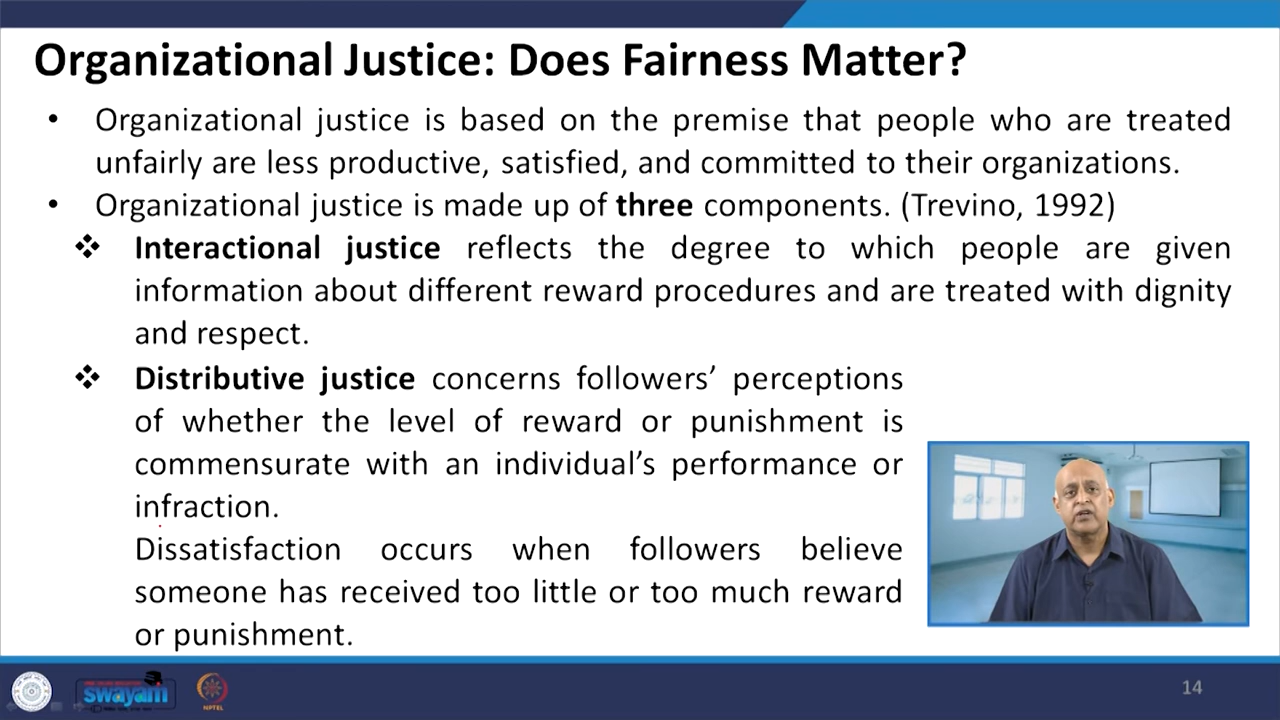 Organizational Justice: Does Fairness Matter?
• Organizational justice is based on the premise that people who are treated
unfairly are less productive, satisfied, and committed to their organizations.
• Organizational justice is made up of three components. (Trevino, 1992)
❖ Interactional justice reflects the degree to which people are given
information about different reward procedures and are treated with dignity
and respect.
❖ Distributive justice concerns followers’ perceptions
of whether the level of reward or punishment is
commensurate with an individual’s performance or
infraction.
Dissatisfaction occurs when followers believe
someone has received too little or too much reward
or punishment.
swayam
NPTEL
14